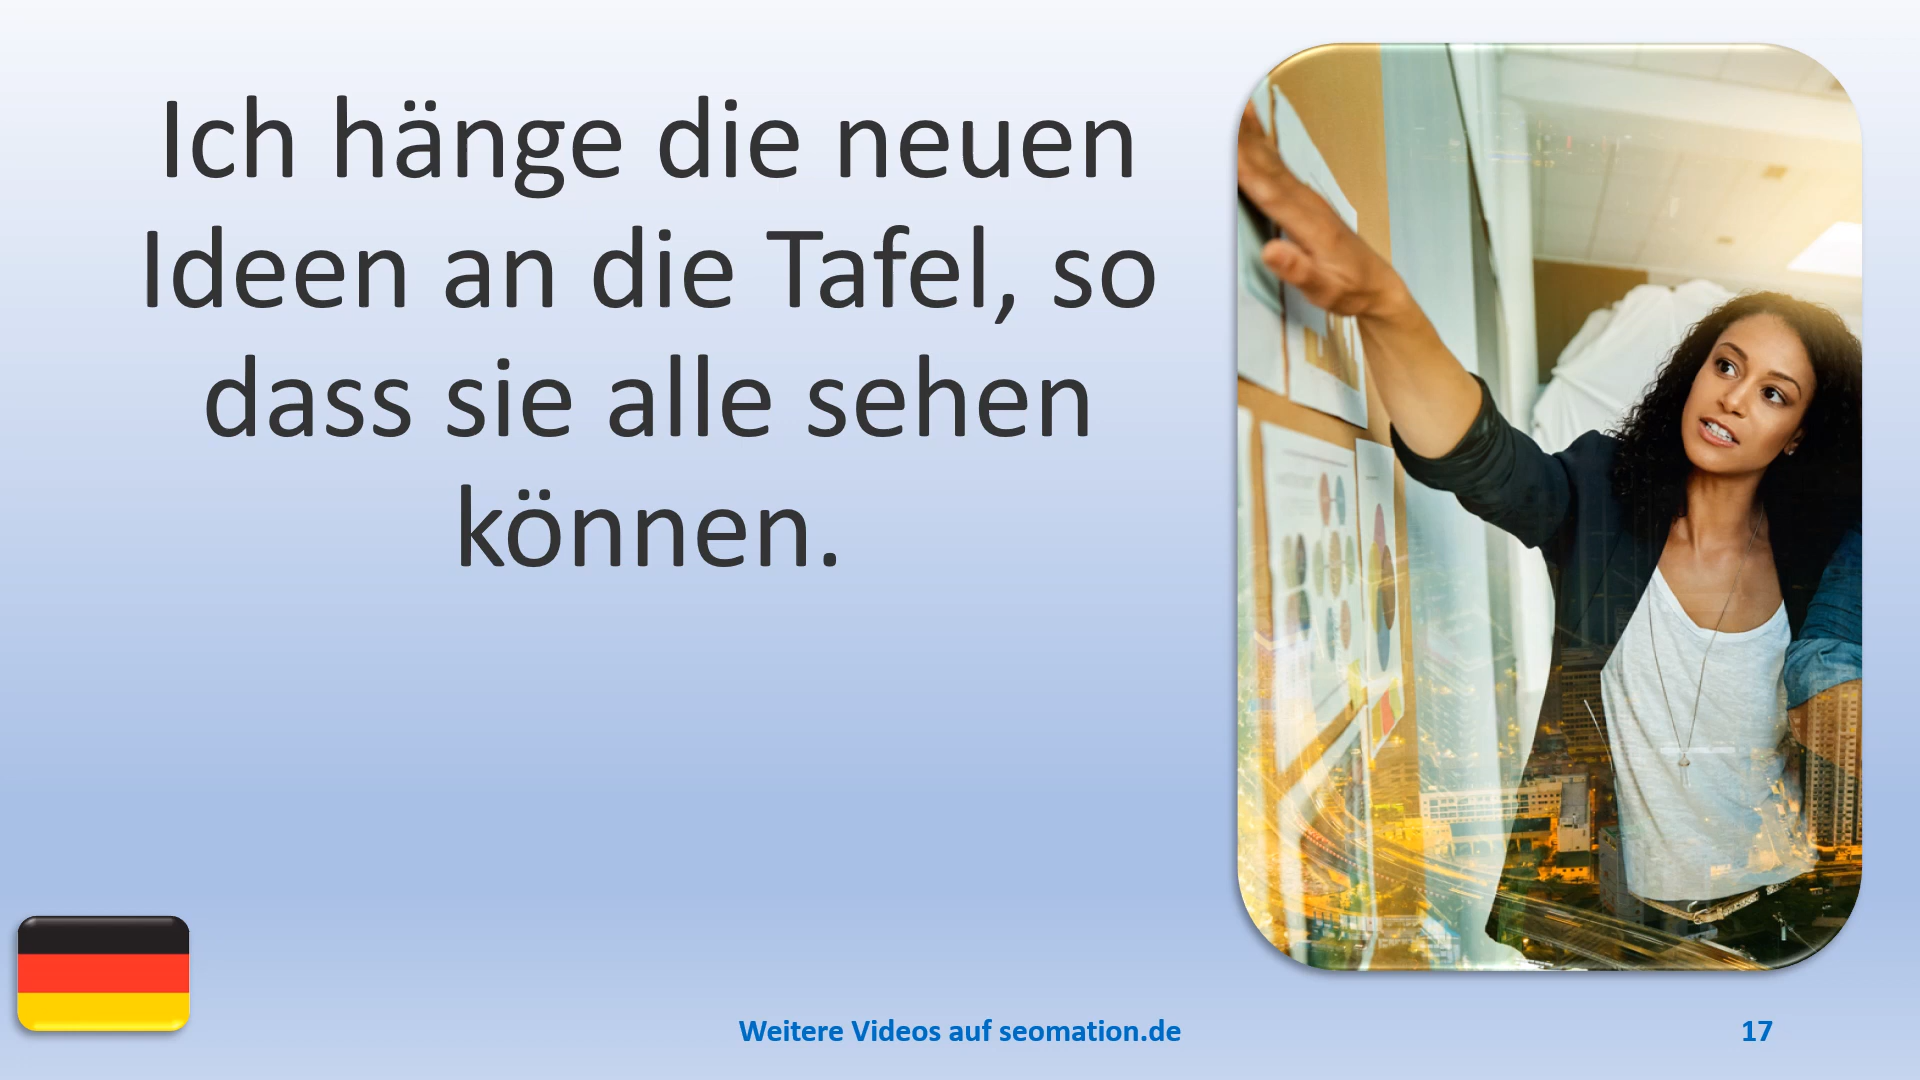 Ich hänge die neuen
Ideen an die Tafel, so
dass sie alle sehen
können.
Weitere Videos auf seomation.de
17